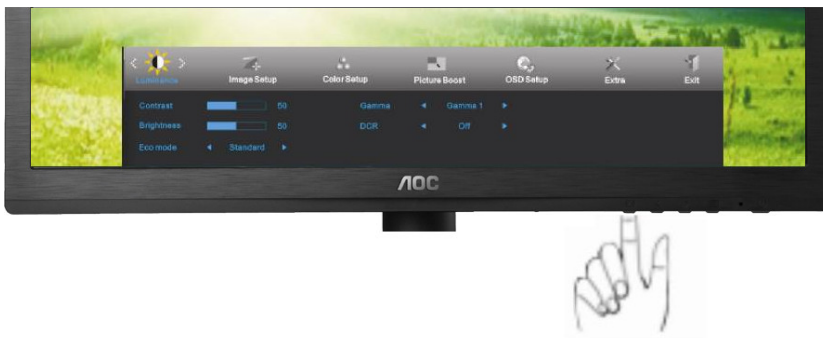 Luminance Image Setup Color Setup Picture Boost OSD Setup Extra Exit
Contrast 50 Gamma Gamma 1
Brightness 50 DCR Off
Eco mode Standard
AOC